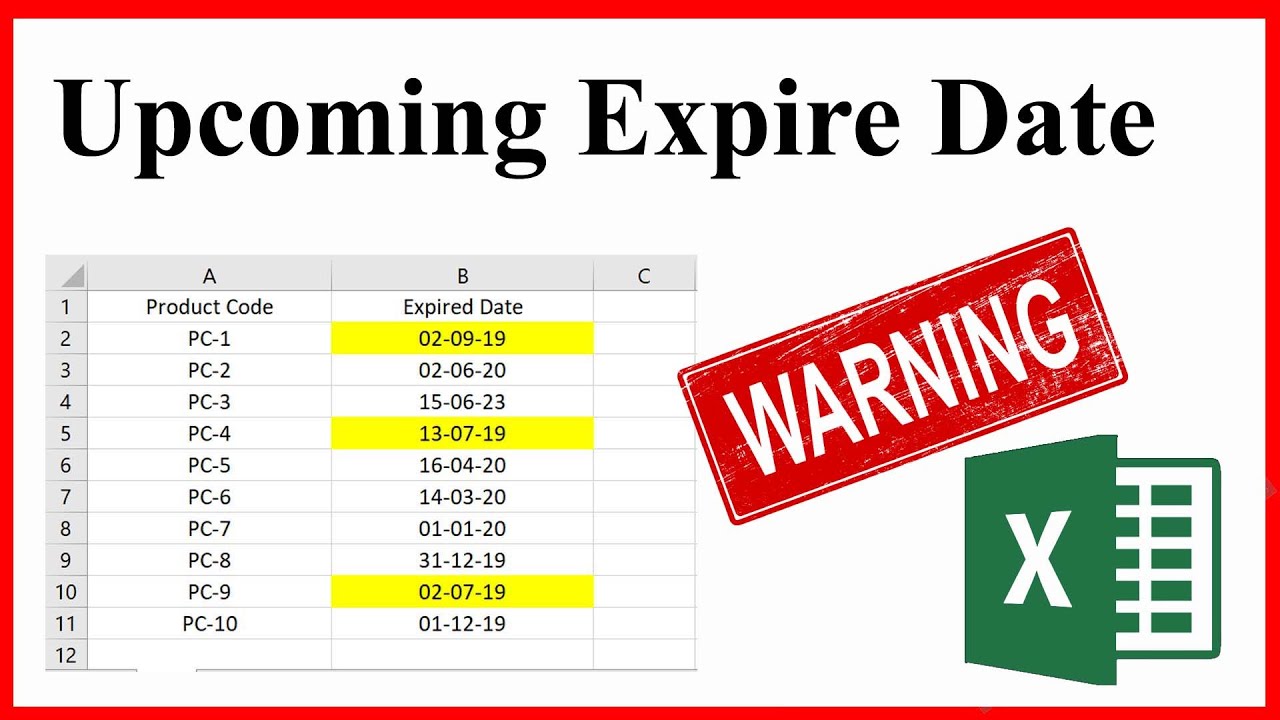 Upcoming Expire Date
A B C
1 Product Code Expired Date
2 PC-1 02-09-19
3 PC-2 02-06-20
4 PC-3 15-06-23
5 PC-4 13-07-19
6 PC-5 16-04-20
7 PC-6 14-03-20
8 PC-7 01-01-20
9 PC-8 31-12-19
10 PC-9 02-07-19
11 PC-10 01-12-19
12
WARNING
X